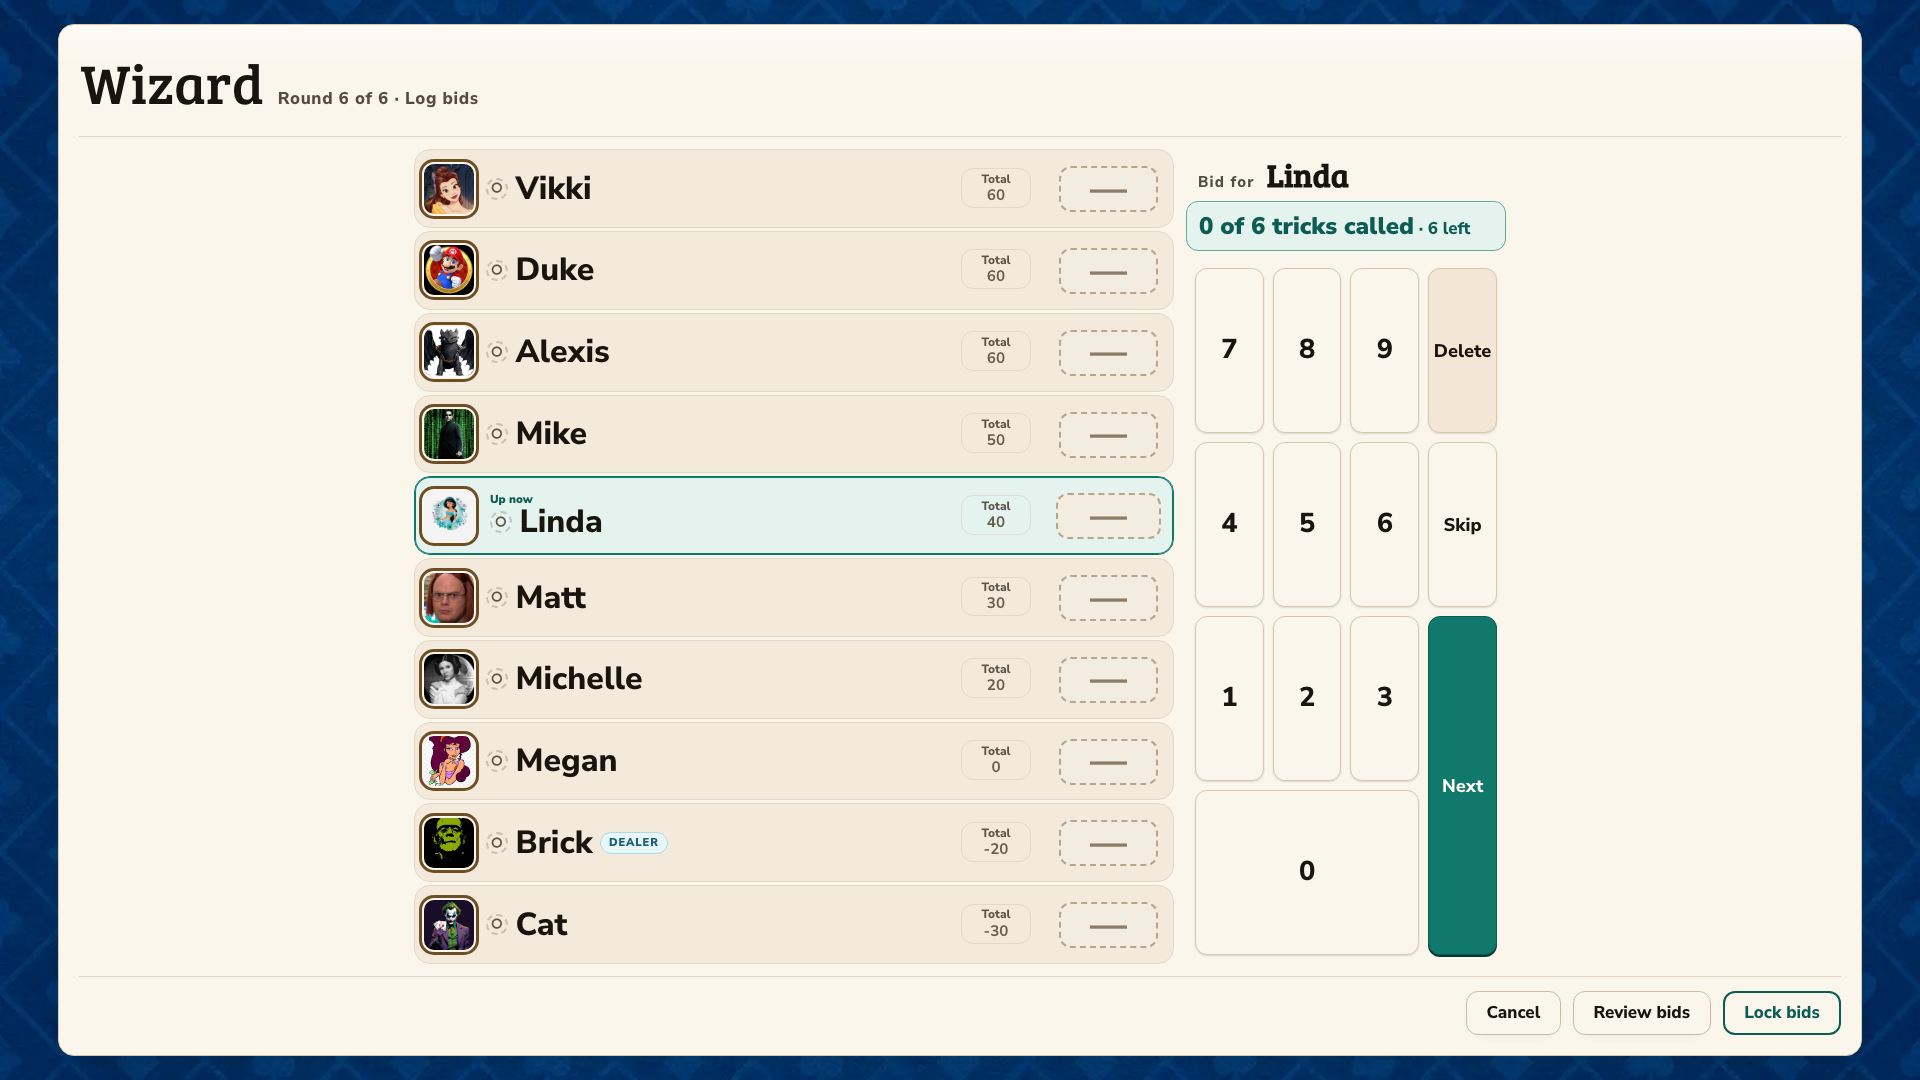 Wizard Round 6 of 6 · Log bids
Vikki Total 60 —
Duke Total 60 —
Alexis Total 60 —
Mike Total 50 —
Up now
Linda Total 40 —
Matt Total 30 —
Michelle Total 20 —
Megan Total 0 —
Brick DEALER Total -20 —
Cat Total -30 —
Bid for Linda
0 of 6 tricks called · 6 left
7 8 9 Delete
4 5 6 Skip
1 2 3 Next
0
Cancel Review bids Lock bids